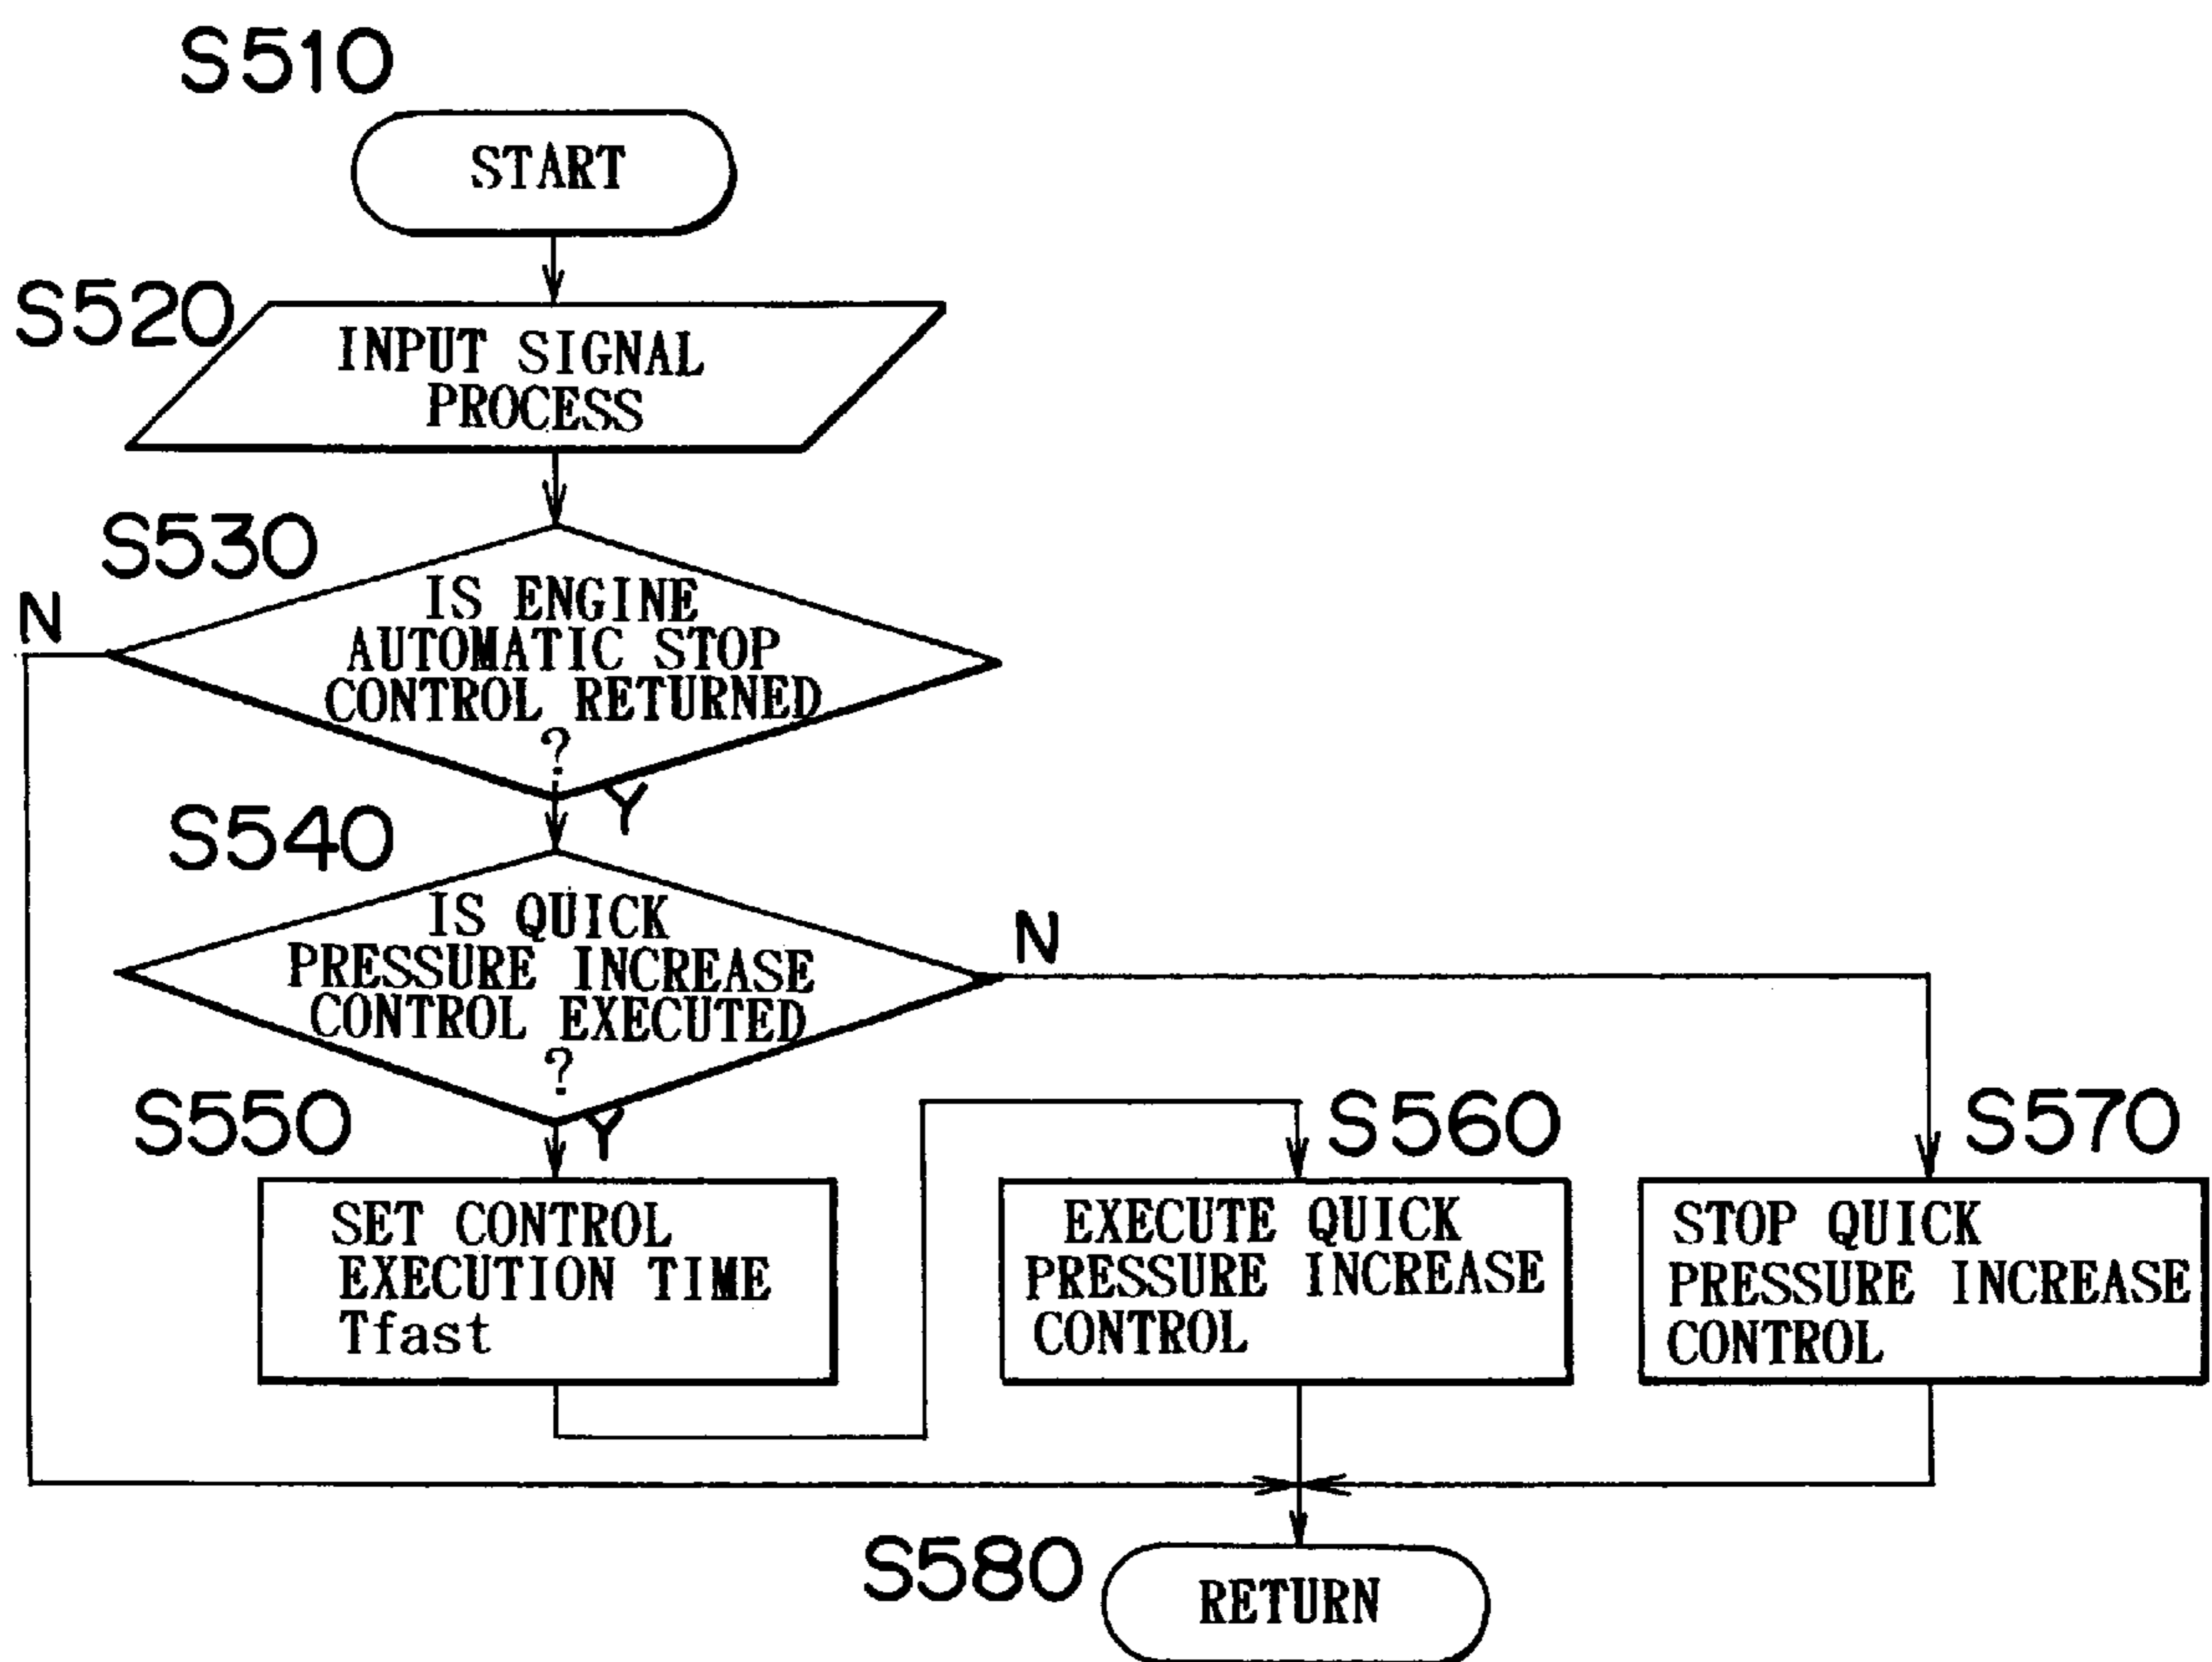 S510
START
S520
INPUT SIGNAL
PROCESS
S530
N
IS ENGINE
AUTOMATIC STOP
CONTROL RETURNED
?
Y
S540
IS QUICK
PRESSURE INCREASE
CONTROL EXECUTED
?
N
Y
S550
SET CONTROL
EXECUTION TIME
Tfast
S560
EXECUTE QUICK
PRESSURE INCREASE
CONTROL
S570
STOP QUICK
PRESSURE INCREASE
CONTROL
S580
RETURN